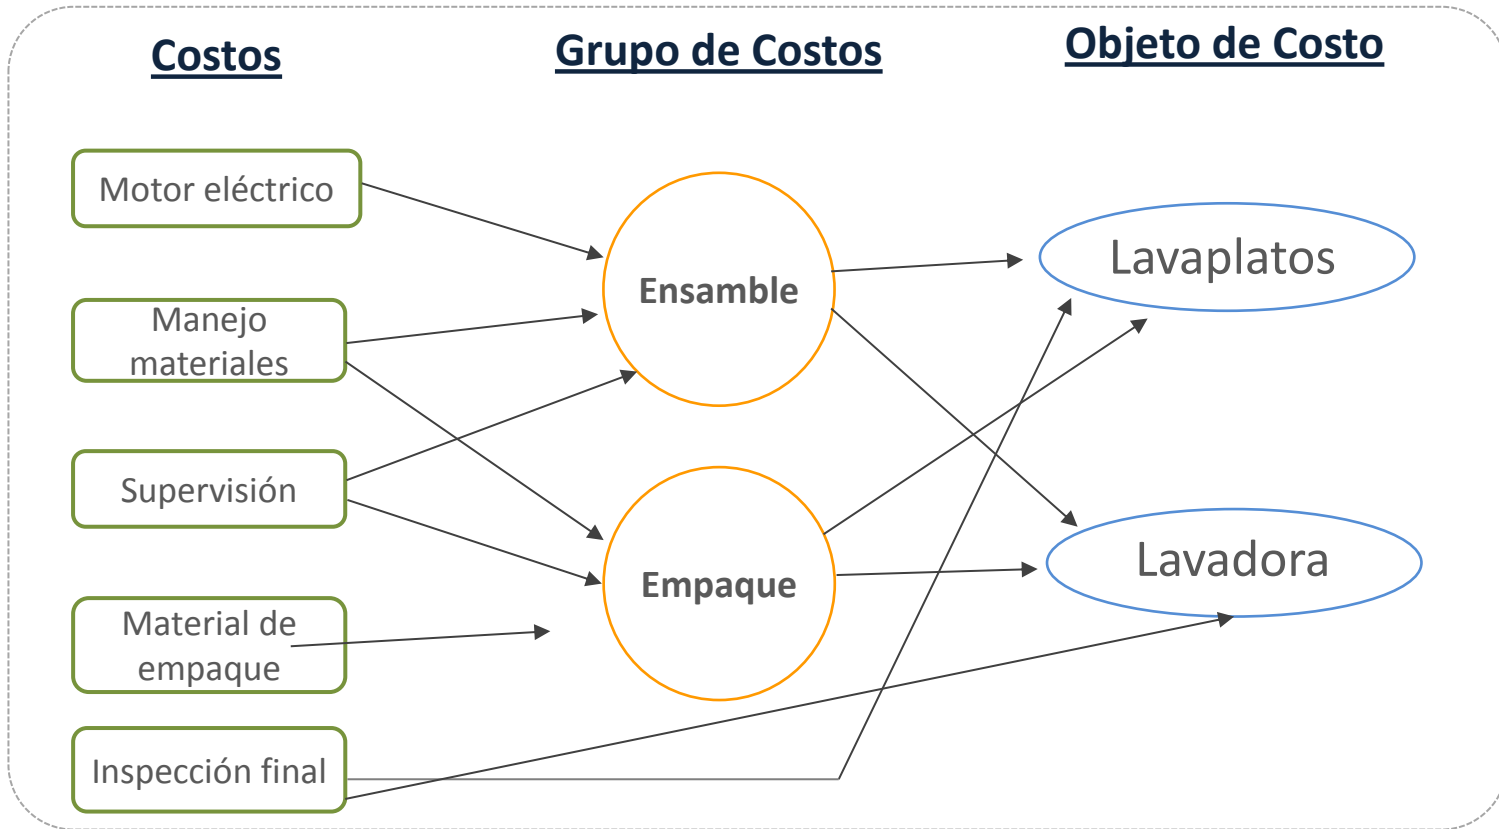 Costos
Grupo de Costos
Objeto de Costo
Motor eléctrico
Manejo
materiales
Supervisión
Material de
empaque
Inspección final
Ensamble
Empaque
Lavaplatos
Lavadora